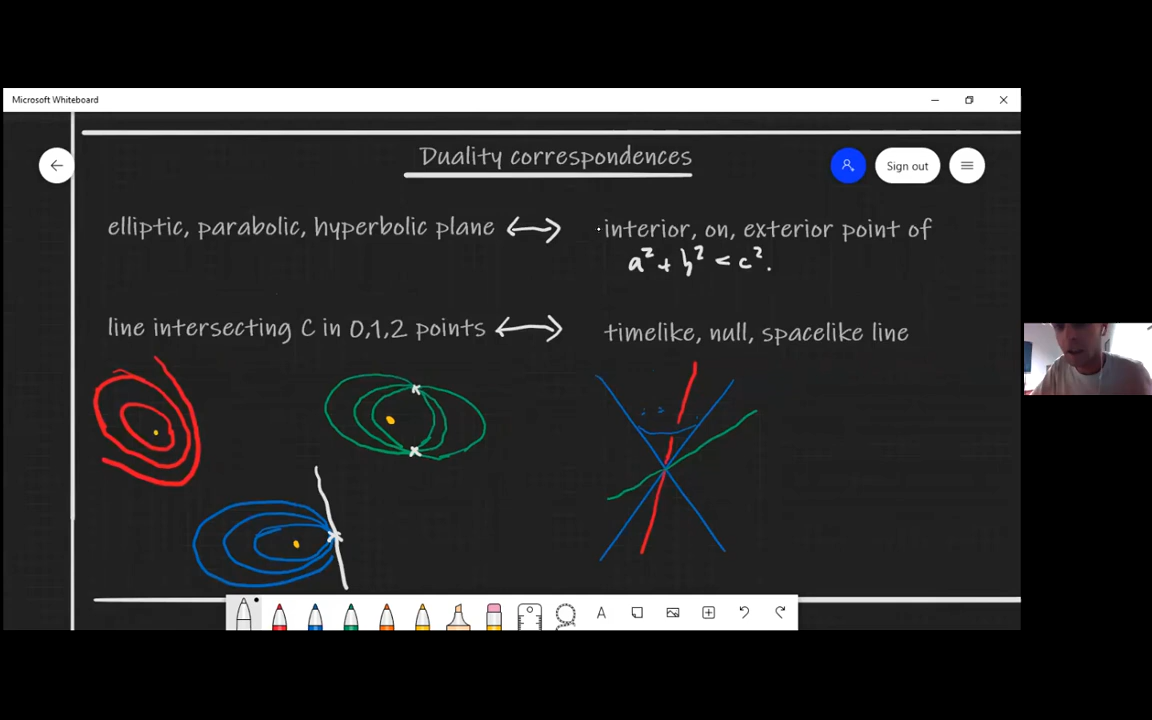 Microsoft Whiteboard
Duality correspondences
Sign out
elliptic, parabolic, hyperbolic plane ⟷ interior, on, exterior point of
a² + b² < c².
line intersecting C in 0,1,2 points ⟷ timelike, null, spacelike line
A